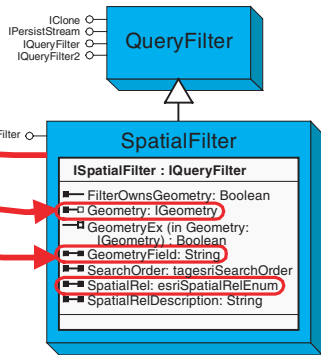 IClone
IPersistStream
IQueryFilter
IQueryFilter2
QueryFilter
SpatialFilter
ISpatialFilter : IQueryFilter
FilterOwnsGeometry: Boolean
Geometry: IGeometry
GeometryEx (in Geometry:
IGeometry) : Boolean
GeometryField: String
SearchOrder: tagesriSearchOrder
SpatialRel: esriSpatialRelEnum
SpatialRelDescription: String